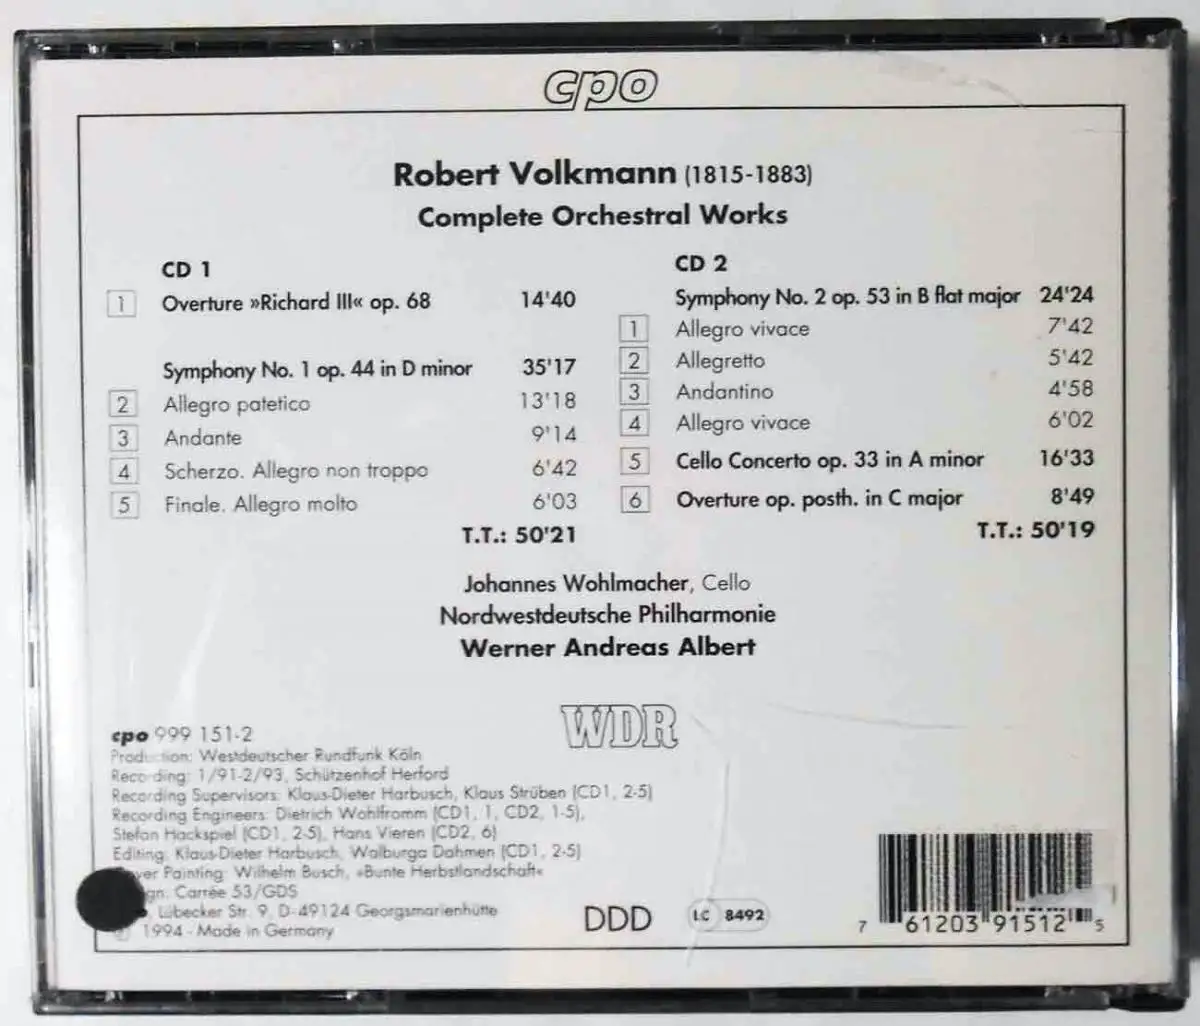 cpo
Robert Volkmann (1815-1883)
Complete Orchestral Works
CD 1
1 Overture »Richard III« op. 68 14'40
Symphony No. 1 op. 44 in D minor 35'17
2 Allegro patetico 13'18
3 Andante 9'14
4 Scherzo. Allegro non troppo 6'42
5 Finale. Allegro molto 6'03
T.T.: 50'21
CD 2
Symphony No. 2 op. 53 in B flat major 24'24
1 Allegro vivace 7'42
2 Allegretto 5'42
3 Andantino 4'58
4 Allegro vivace 6'02
5 Cello Concerto op. 33 in A minor 16'33
6 Overture op. posth. in C major 8'49
T.T.: 50'19
Johannes Wohlmacher, Cello
Nordwestdeutsche Philharmonie
Werner Andreas Albert
WDR
cpo 999 151-2
Production: Westdeutscher Rundfunk Köln
Recording: 1/91-2/93, Schützenhof Herford
Recording Supervisors: Klaus-Dieter Harbusch, Klaus Strüben (CD1, 2-5)
Recording Engineers: Dietrich Wohlfromm (CD1, 1, CD2, 1-5),
Stefan Hackspiel (CD1, 2-5), Hans Vieren (CD2, 6)
Editing: Klaus-Dieter Harbusch, Walburga Dahmen (CD1, 2-5)
Painting: Wilhelm Busch, »Bunte Herbstlandschaft«
Carrée 53/GDS
Lübecker Str. 9, D-49124 Georgsmarienhütte
℗ 1994 - Made in Germany
DDD
LC 8492
7 61203 91512 5